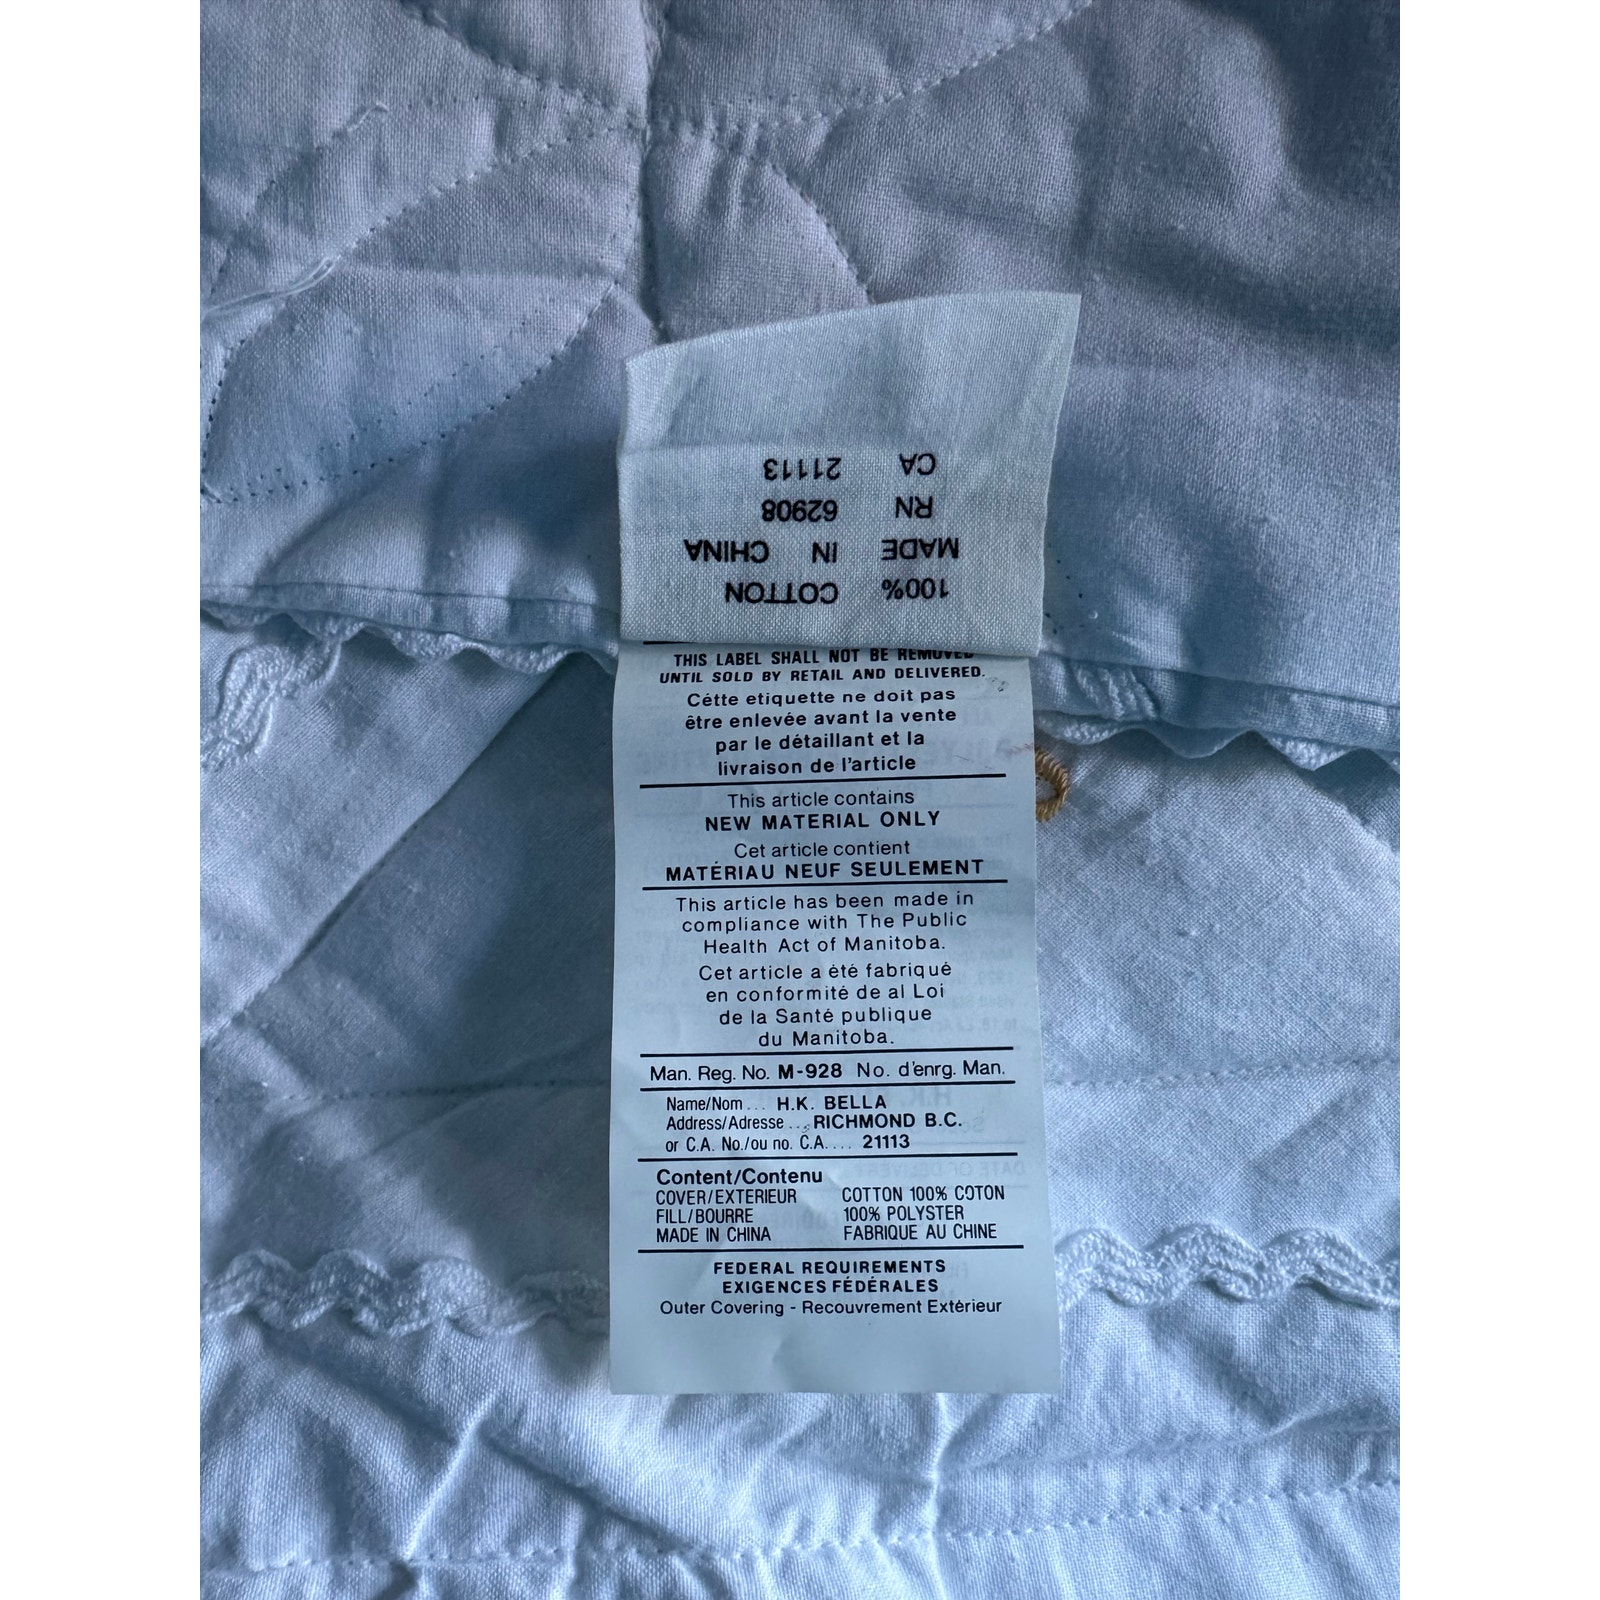 100% COTTON
MADE IN CHINA
RN 62908
CA 21113
THIS LABEL SHALL NOT BE REMOVED
UNTIL SOLD BY RETAIL AND DELIVERED.
Cétte etiquette ne doit pas
être enlevée avant la vente
par le détaillant et la
livraison de l'article
This article contains
NEW MATERIAL ONLY
Cet article contient
MATÉRIAU NEUF SEULEMENT
This article has been made in
compliance with The Public
Health Act of Manitoba.
Cet article a été fabriqué
en conformité de al Loi
de la Santé publique
du Manitoba.
Man. Reg. No. M-928 No. d'enrg. Man.
Name/Nom ... H.K. BELLA
Address/Adresse ... RICHMOND B.C.
or C.A. No./ou no. C.A. ... 21113
Content/Contenu
COVER/EXTERIEUR COTTON 100% COTON
FILL/BOURRE 100% POLYSTER
MADE IN CHINA FABRIQUE AU CHINE
FEDERAL REQUIREMENTS
EXIGENCES FÉDÉRALES
Outer Covering - Recouvrement Extérieur